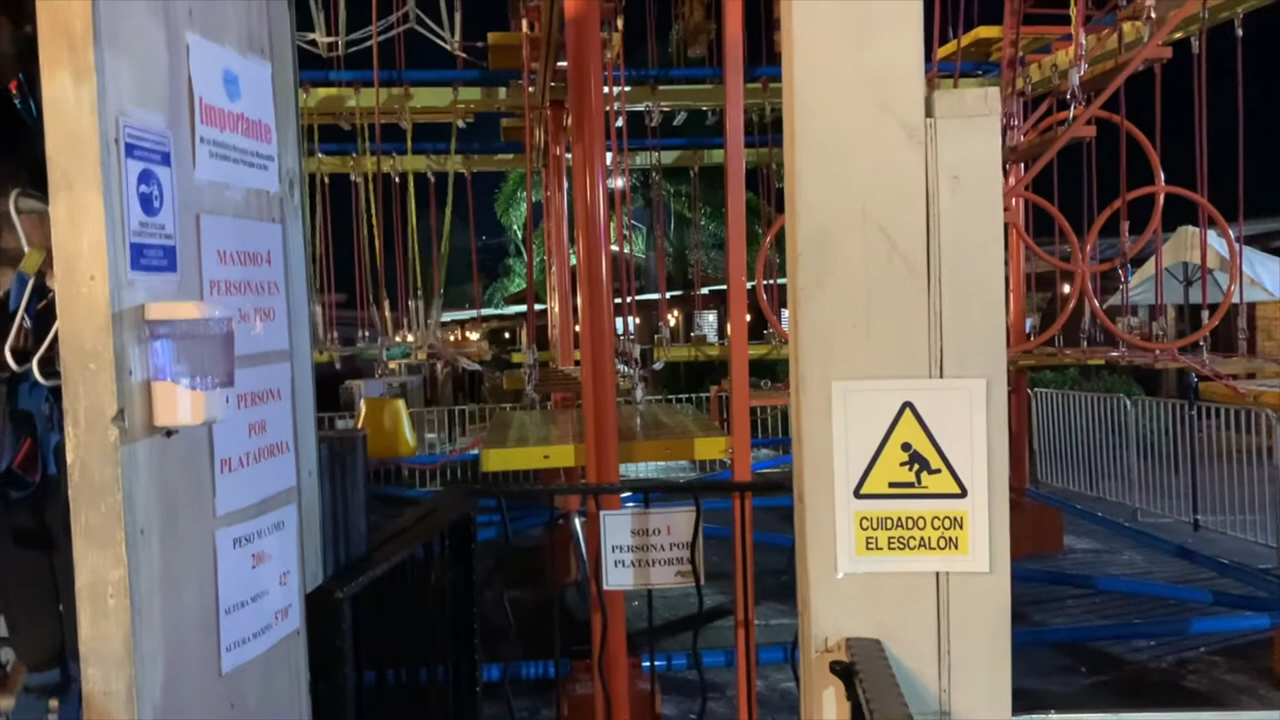 Importante
MAXIMO 4
PERSONAS EN
3er PISO
PERSONA
POR
PLATAFORMA
PESO MAXIMO
200
ALTURA MINIMA 42"
ALTURA MAXIMA 5'10"
SOLO 1
PERSONA POR
PLATAFORMA
CUIDADO CON
EL ESCALÓN